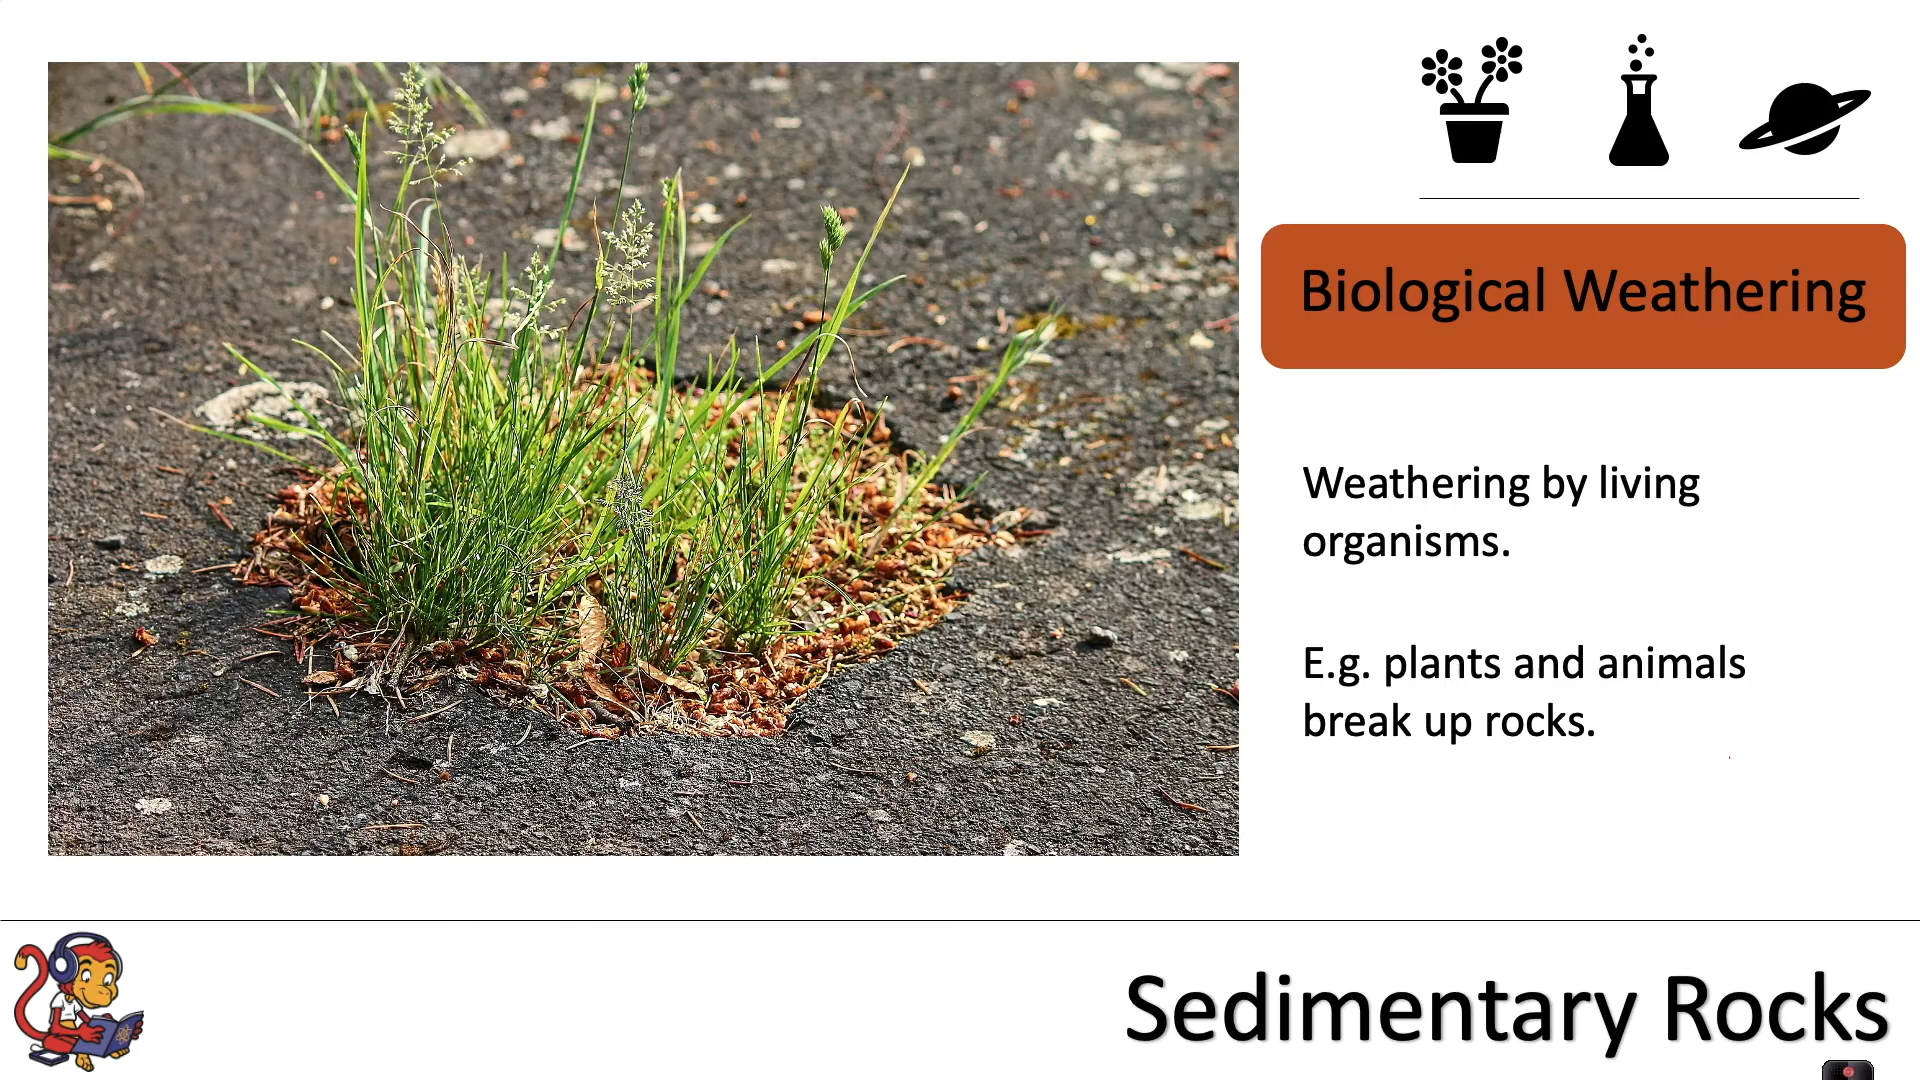 Biological Weathering
Weathering by living
organisms.
E.g. plants and animals
break up rocks.
Sedimentary Rocks